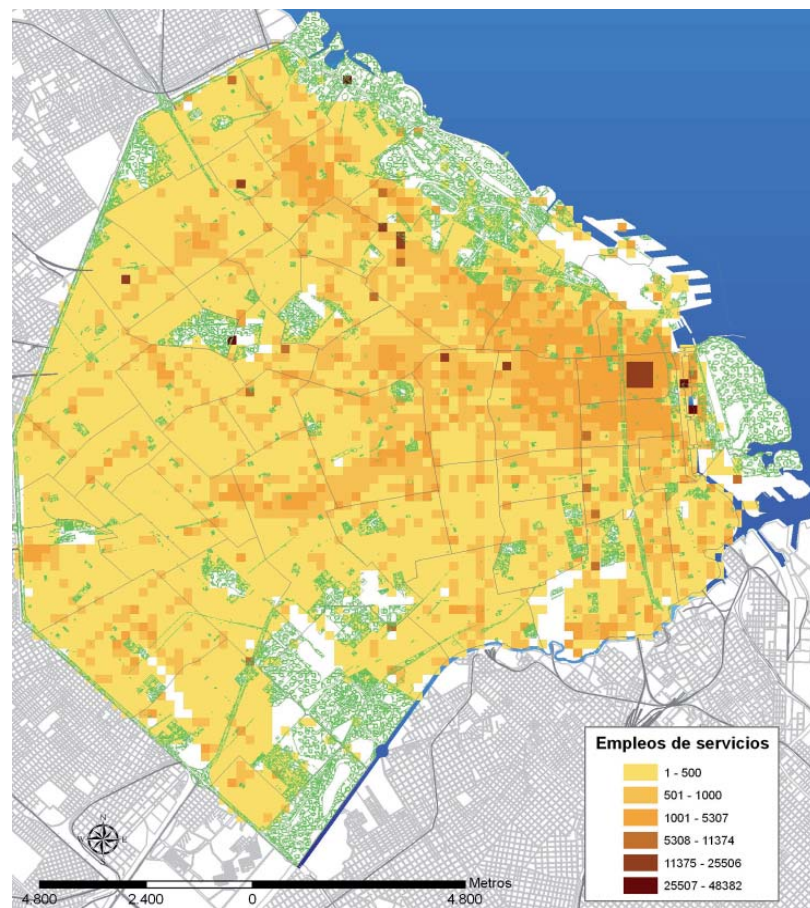 Empleos de servicios
1 - 500
501 - 1000
1001 - 5307
5308 - 11374
11375 - 25506
25507 - 48382
N
E
Metros
4.800 2.400 0 4.800